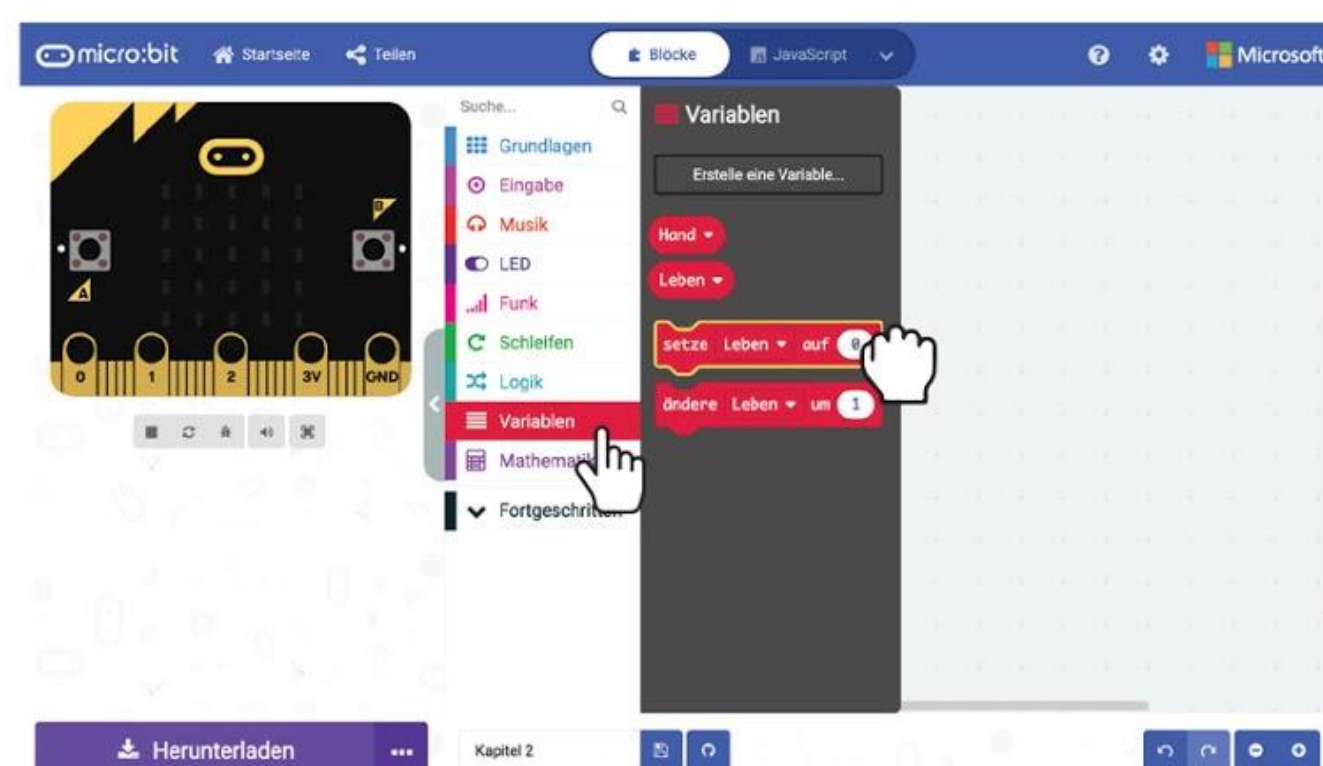 micro:bit Startseite Teilen Blöcke JavaScript Microsoft
Suche...
Grundlagen
Eingabe
Musik
LED
Funk
Schleifen
Logik
Variablen
Mathematik
Fortgeschritten
Variablen
Erstelle eine Variable...
Hand
Leben
setze Leben auf 0
ändere Leben um 1
B
A
0 1 2 3V GND
Herunterladen ...
Kapitel 2